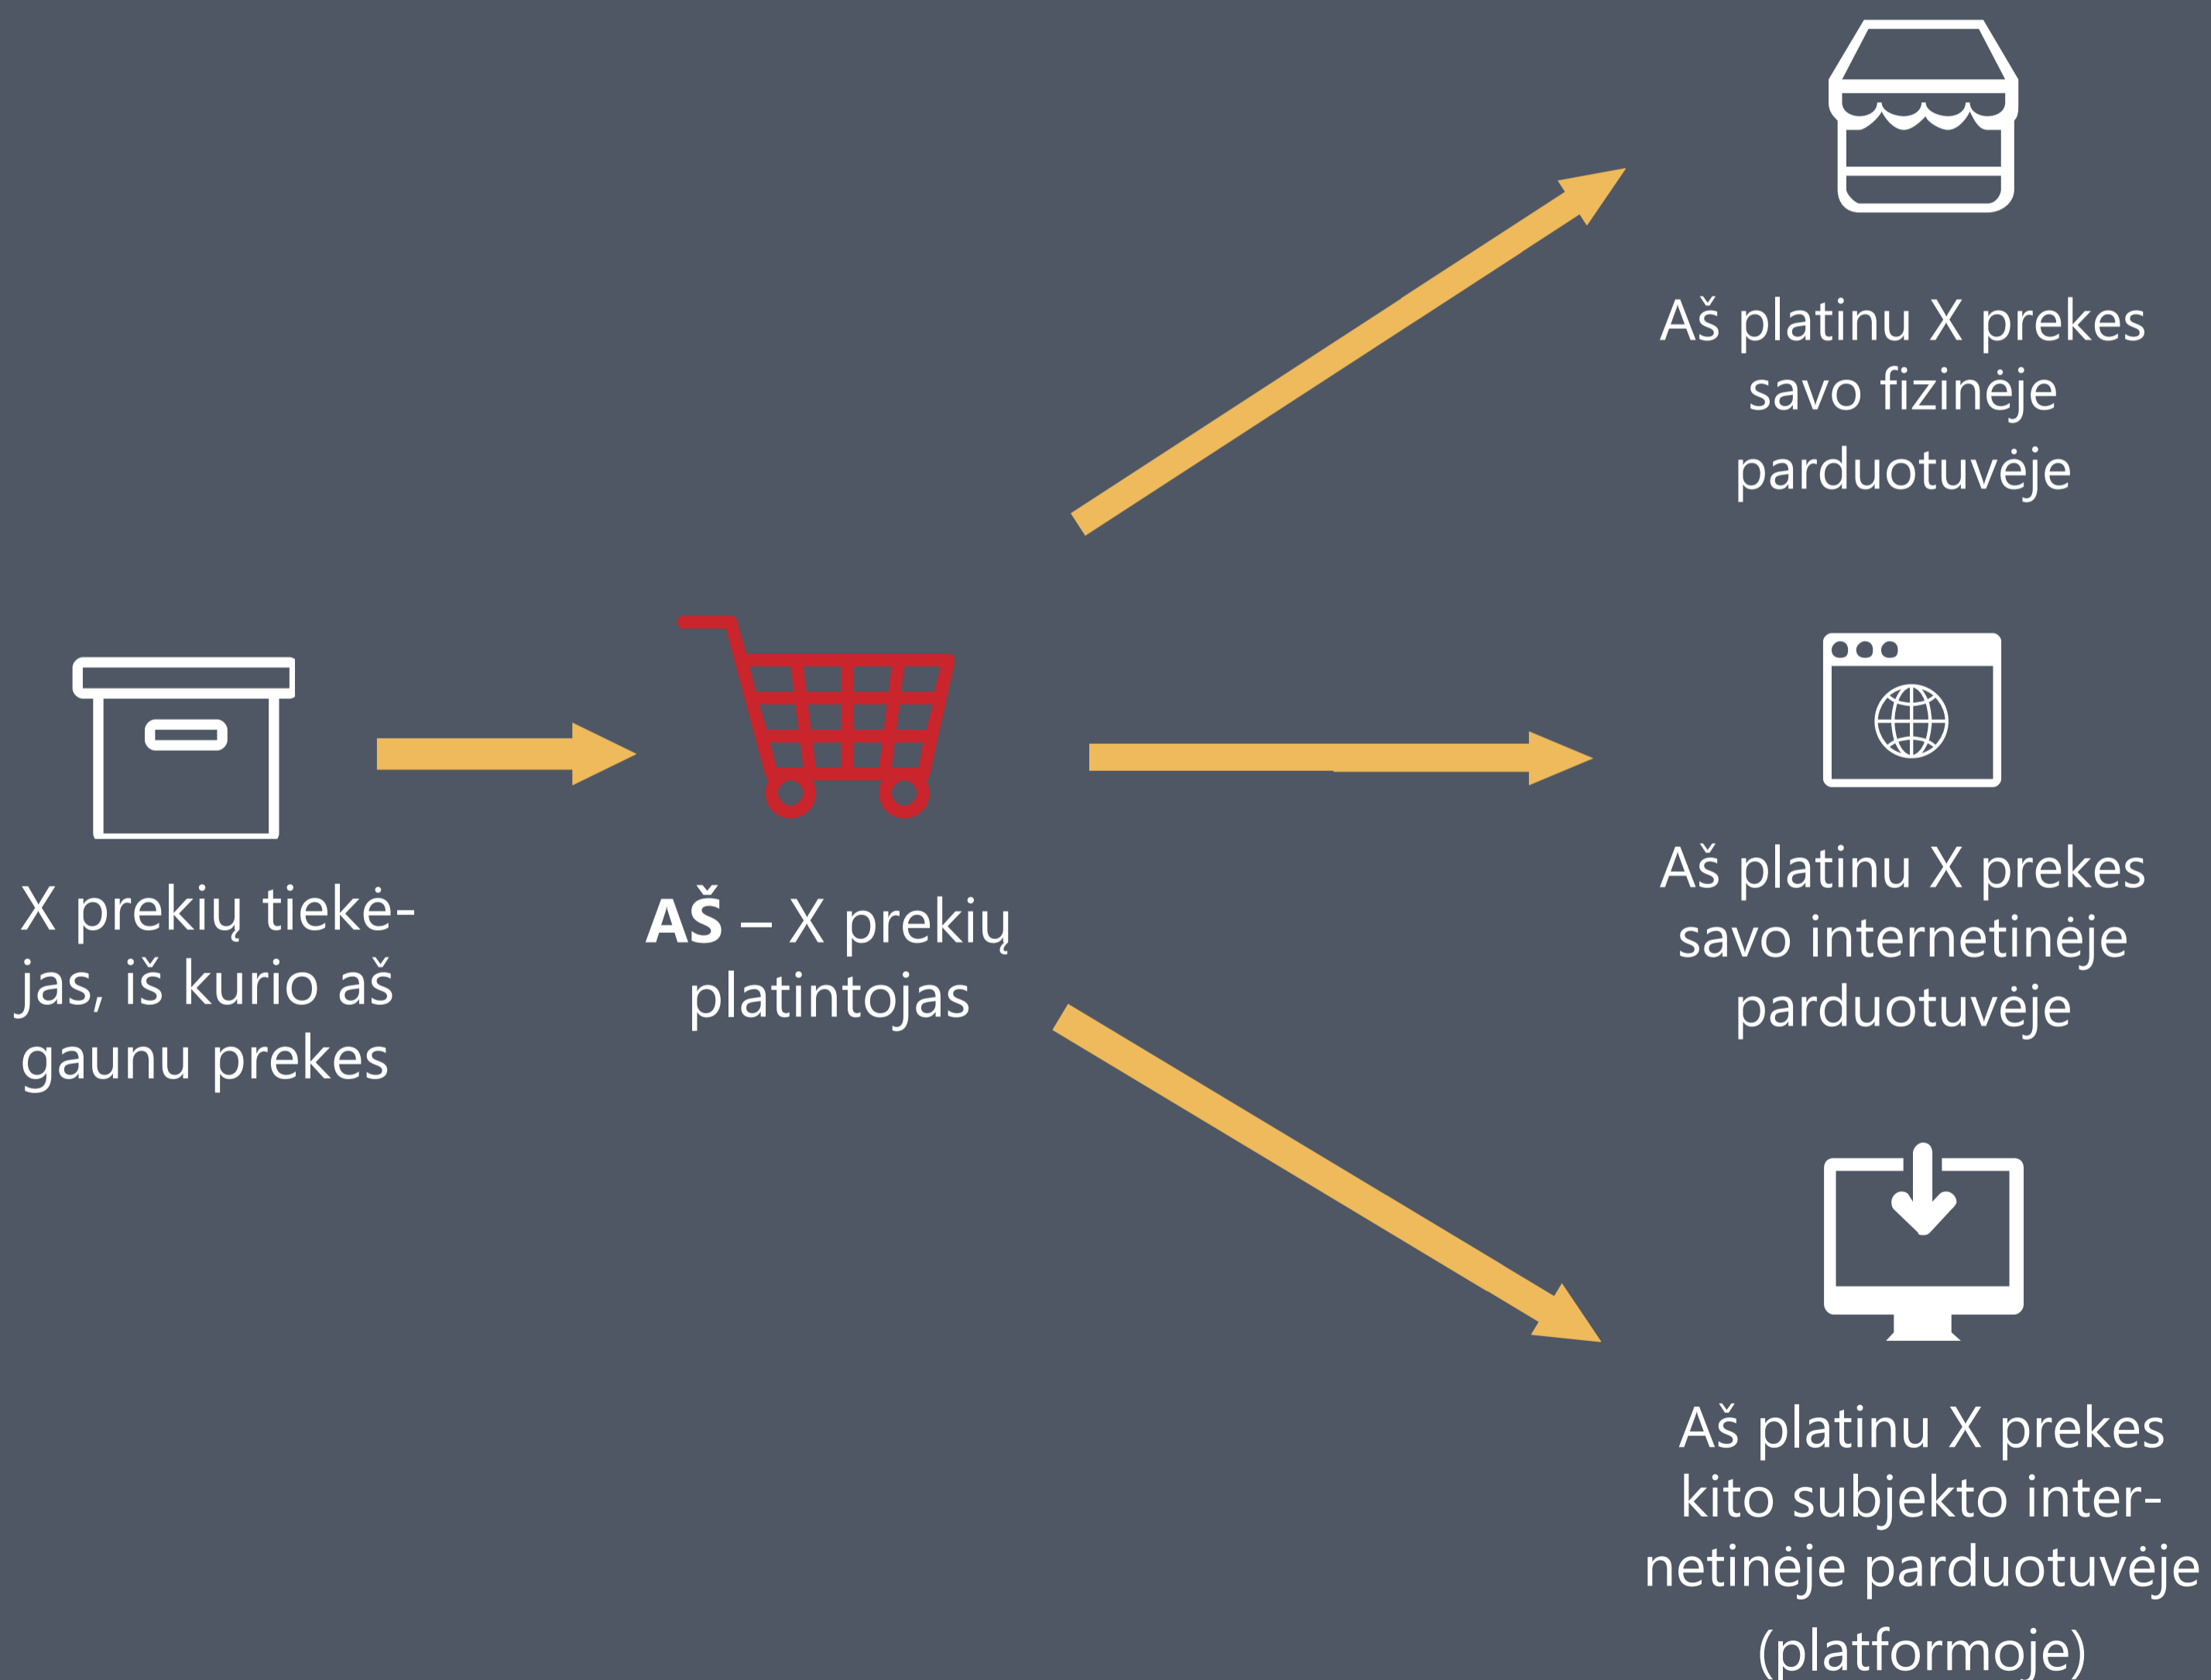 X prekių tiekė-
jas, iš kurio aš
gaunu prekes
AŠ – X prekių
platintojas
Aš platinu X prekes
savo fizinėje
parduotuvėje
Aš platinu X prekes
savo internetinėje
parduotuvėje
Aš platinu X prekes
kito subjekto inter-
netinėje parduotuvėje
(platformoje)